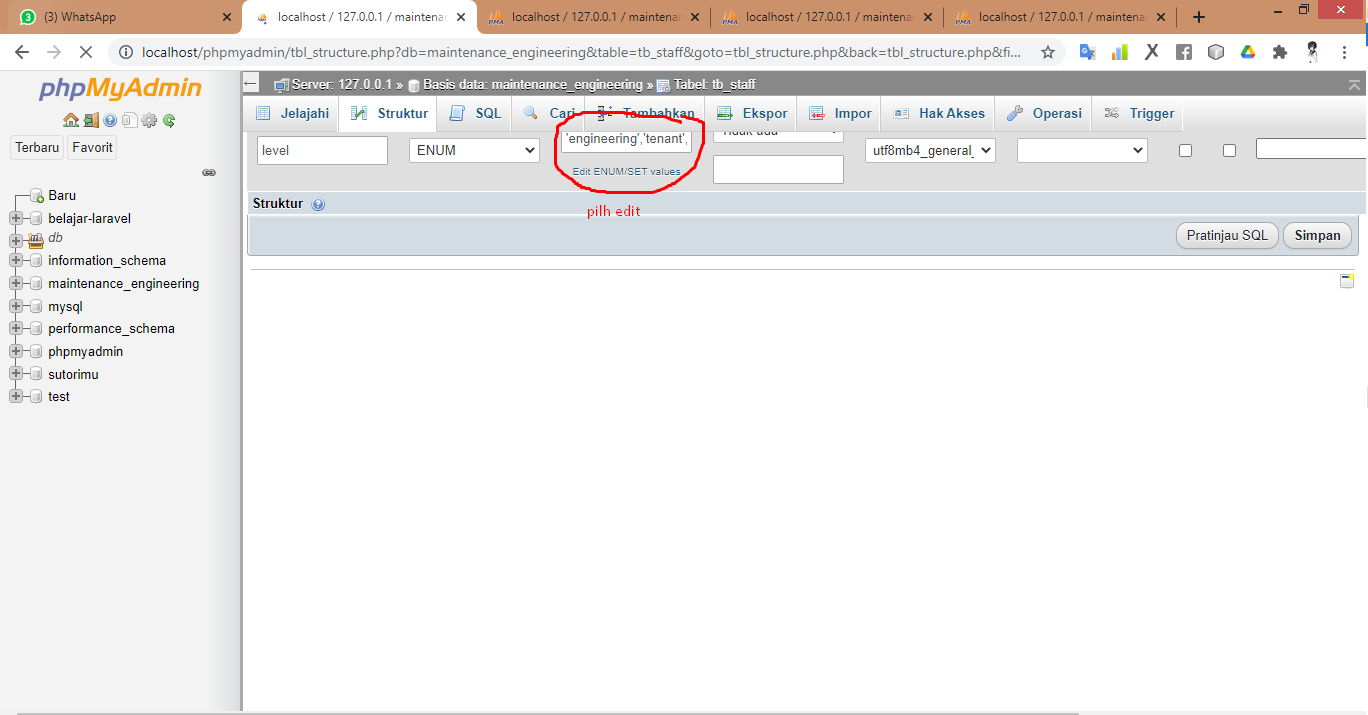 (3) WhatsApp
localhost / 127.0.0.1 / maintenan
localhost / 127.0.0.1 / maintenan
localhost / 127.0.0.1 / maintenan
localhost / 127.0.0.1 / maintenan
localhost/phpmyadmin/tbl_structure.php?db=maintenance_engineering&table=tb_staff&goto=tbl_structure.php&back=tbl_structure.php&fi...
phpMyAdmin
Terbaru
Favorit
Baru
belajar-laravel
db
information_schema
maintenance_engineering
mysql
performance_schema
phpmyadmin
sutorimu
test
Server: 127.0.0.1 » Basis data: maintenance_engineering » Tabel: tb_staff
Jelajahi
Struktur
SQL
Cari
Tambahkan
Ekspor
Impor
Hak Akses
Operasi
Trigger
level
ENUM
'engineering','tenant',
Tidak ada
utf8mb4_general_
Edit ENUM/SET values
Struktur
pilh edit
Pratinjau SQL
Simpan